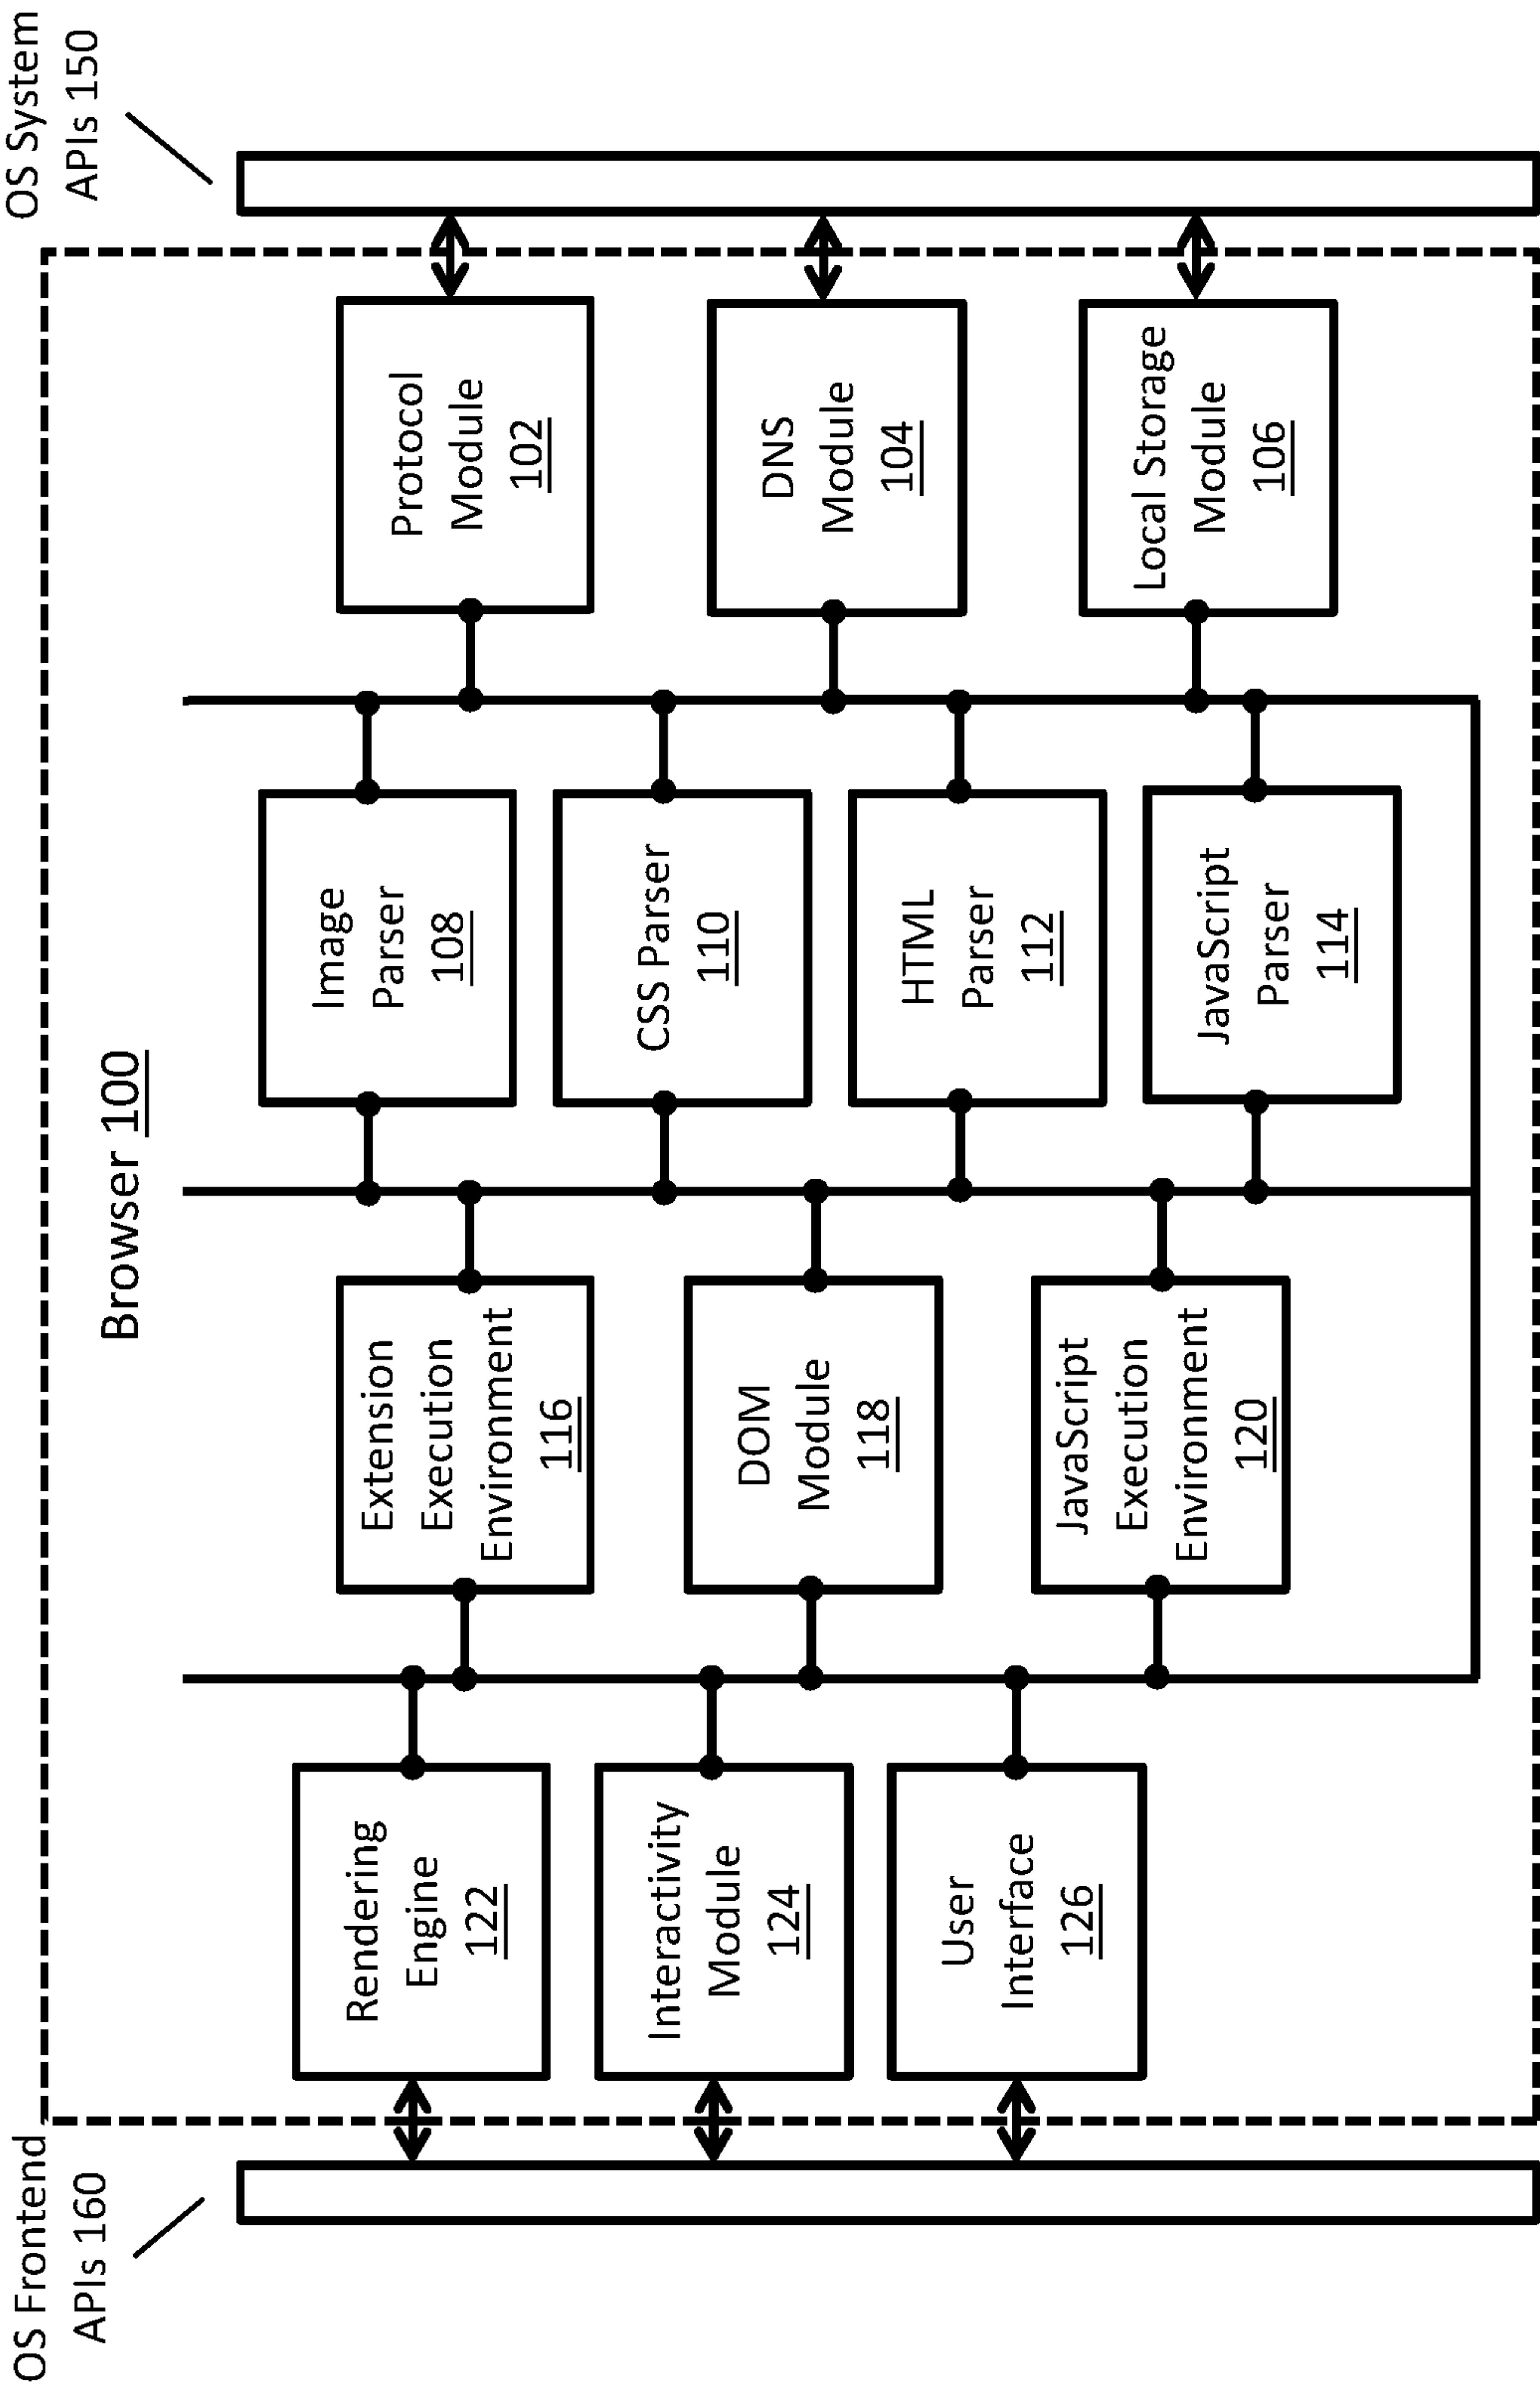 OS Frontend
APIs 160
Browser 100
OS System
APIs 150
Rendering
Engine
122
Interactivity
Module
124
User
Interface
126
Extension
Execution
Environment
116
DOM
Module
118
JavaScript
Execution
Environment
120
Image
Parser
108
CSS Parser
110
HTML
Parser
112
JavaScript
Parser
114
Protocol
Module
102
DNS
Module
104
Local Storage
Module
106